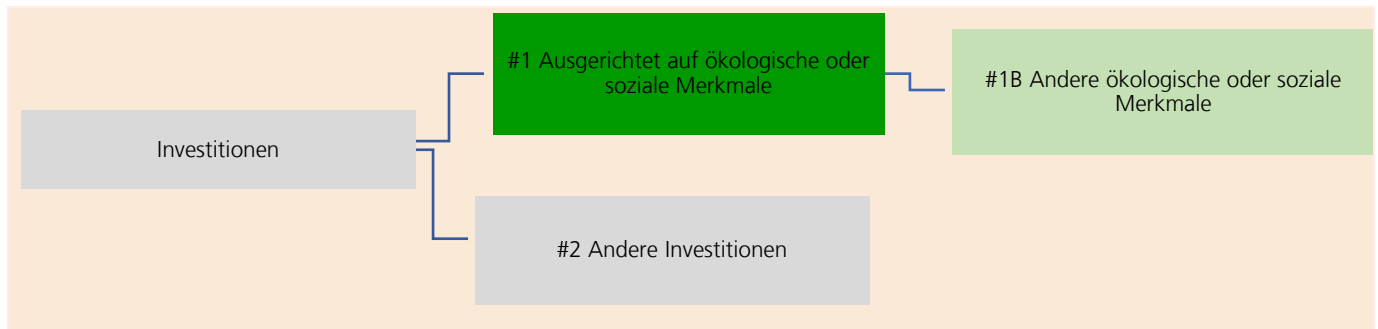 #1 Ausgerichtet auf ökologische oder
soziale Merkmale
#1B Andere ökologische oder soziale
Merkmale
Investitionen
#2 Andere Investitionen